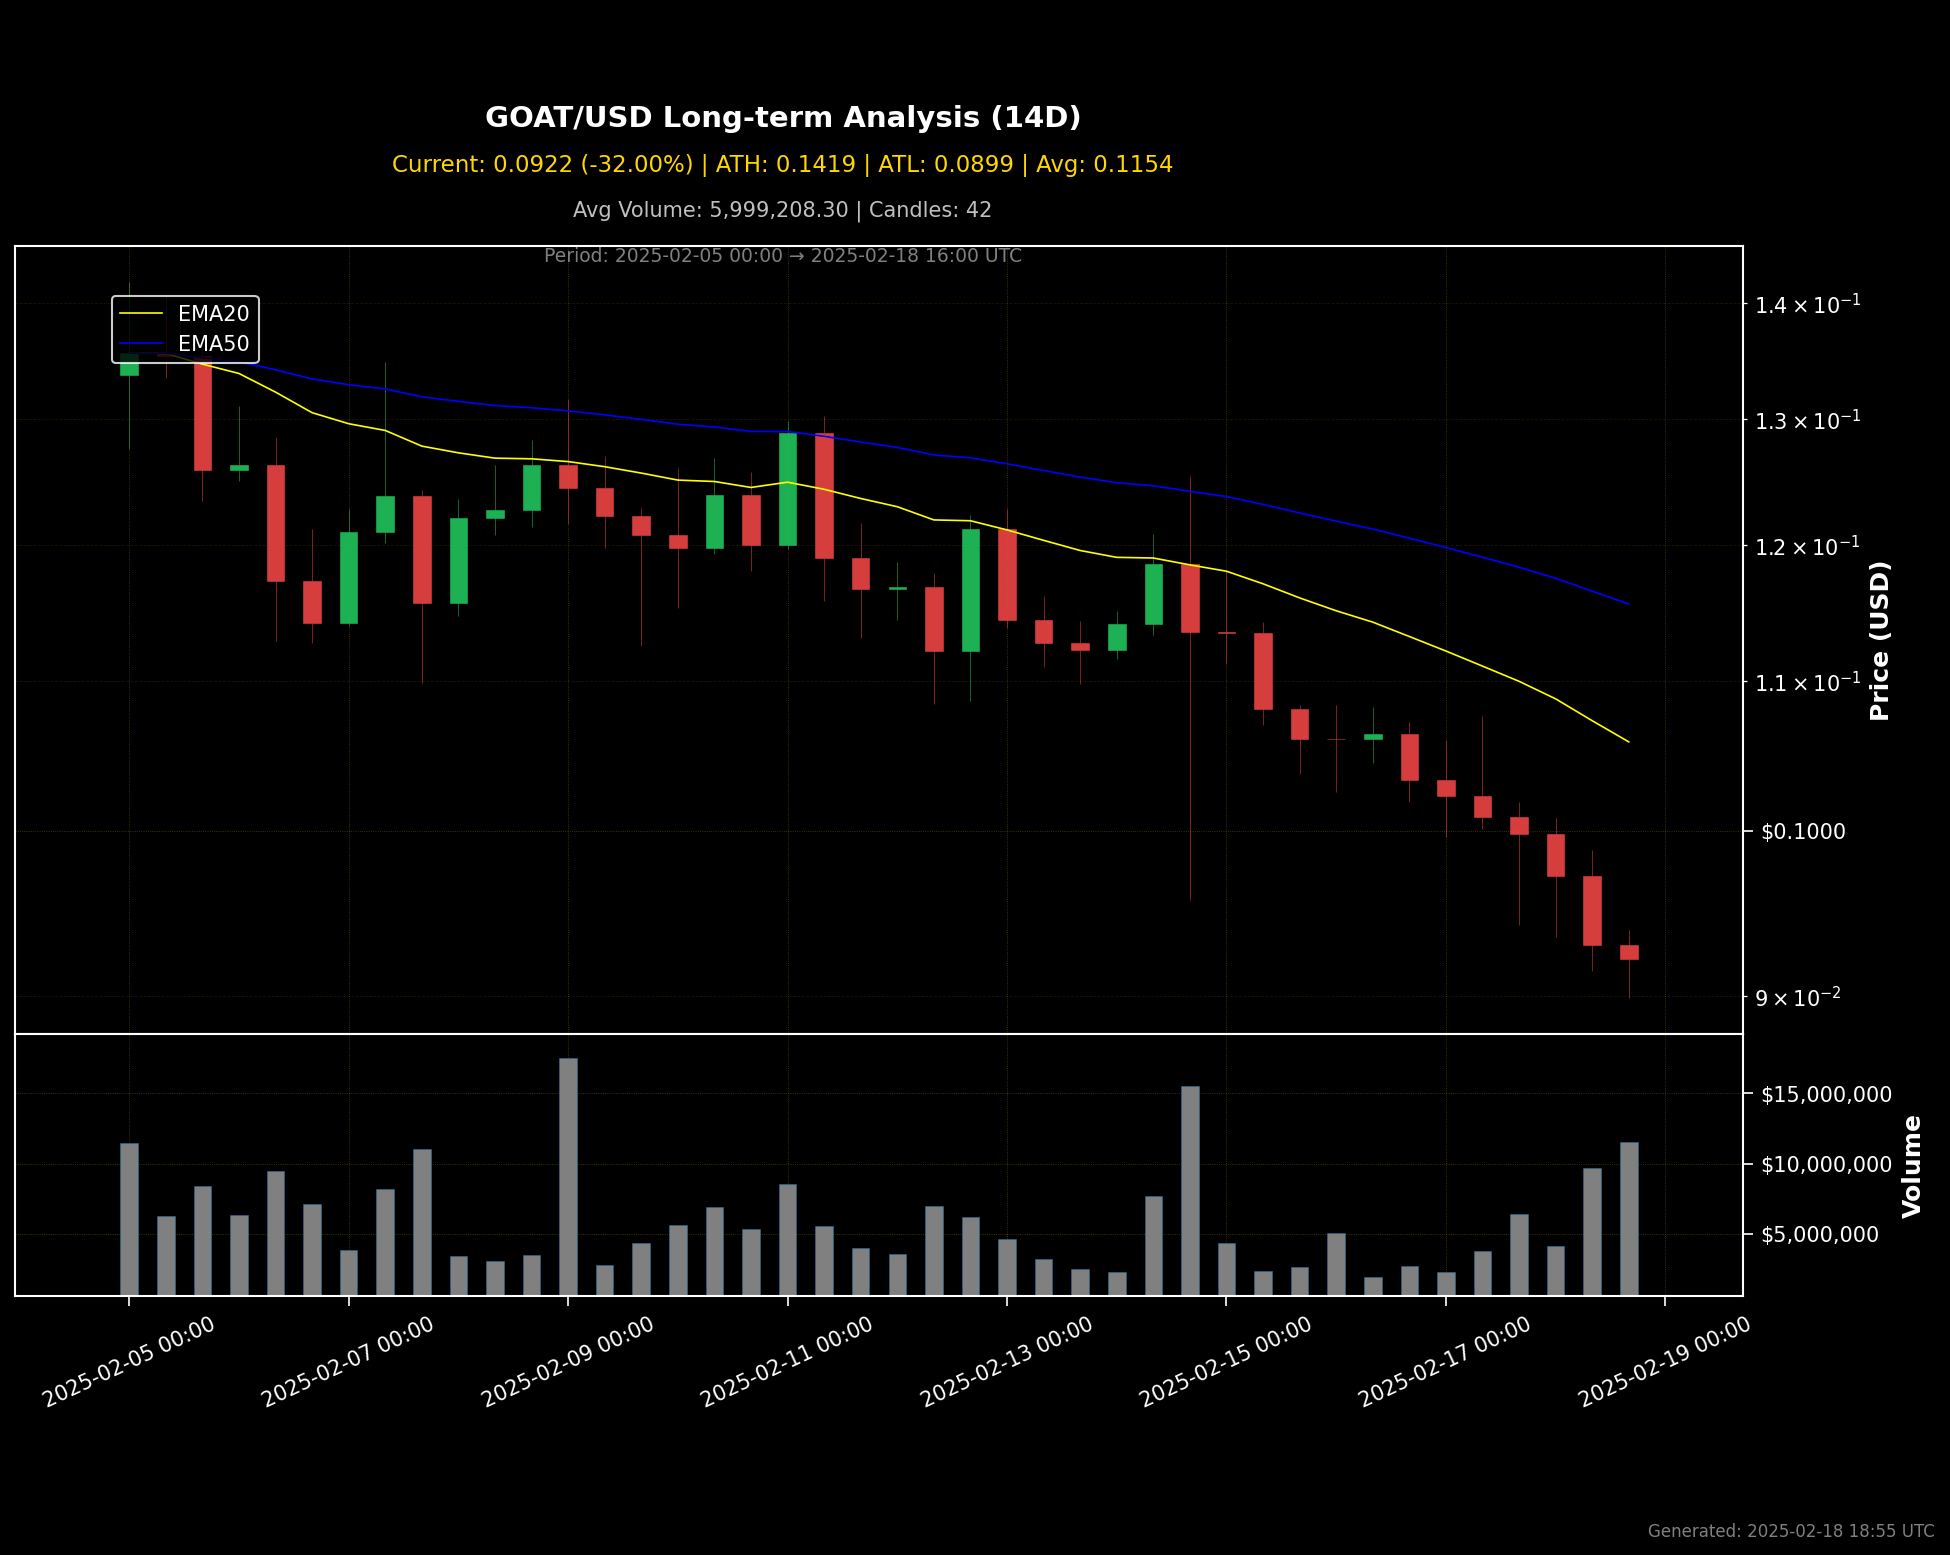 GOAT/USD Long-term Analysis (14D)
Current: 0.0922 (-32.00%) | ATH: 0.1419 | ATL: 0.0899 | Avg: 0.1154
Avg Volume: 5,999,208.30 | Candles: 42
Period: 2025-02-05 00:00 → 2025-02-18 16:00 UTC
EMA20
EMA50
1.4 × 10⁻¹
1.3 × 10⁻¹
1.2 × 10⁻¹
1.1 × 10⁻¹
$0.1000
9 × 10⁻²
Price (USD)
$15,000,000
$10,000,000
$5,000,000
Volume
2025-02-05 00:00
2025-02-07 00:00
2025-02-09 00:00
2025-02-11 00:00
2025-02-13 00:00
2025-02-15 00:00
2025-02-17 00:00
2025-02-19 00:00
Generated: 2025-02-18 18:55 UTC